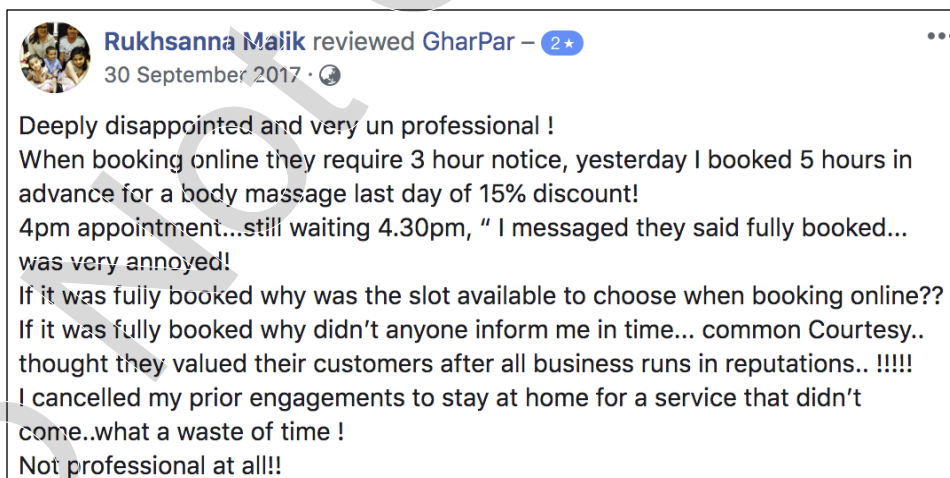 Rukhsanna Malik reviewed GharPar – 2★
30 September 2017 ·
Deeply disappointed and very un professional !
When booking online they require 3 hour notice, yesterday I booked 5 hours in
advance for a body massage last day of 15% discount!
4pm appointment...still waiting 4.30pm, “ I messaged they said fully booked...
was very annoyed!
If it was fully booked why was the slot available to choose when booking online??
If it was fully booked why didn’t anyone inform me in time... common Courtesy..
thought they valued their customers after all business runs in reputations.. !!!!!
I cancelled my prior engagements to stay at home for a service that didn’t
come..what a waste of time !
Not professional at all!!